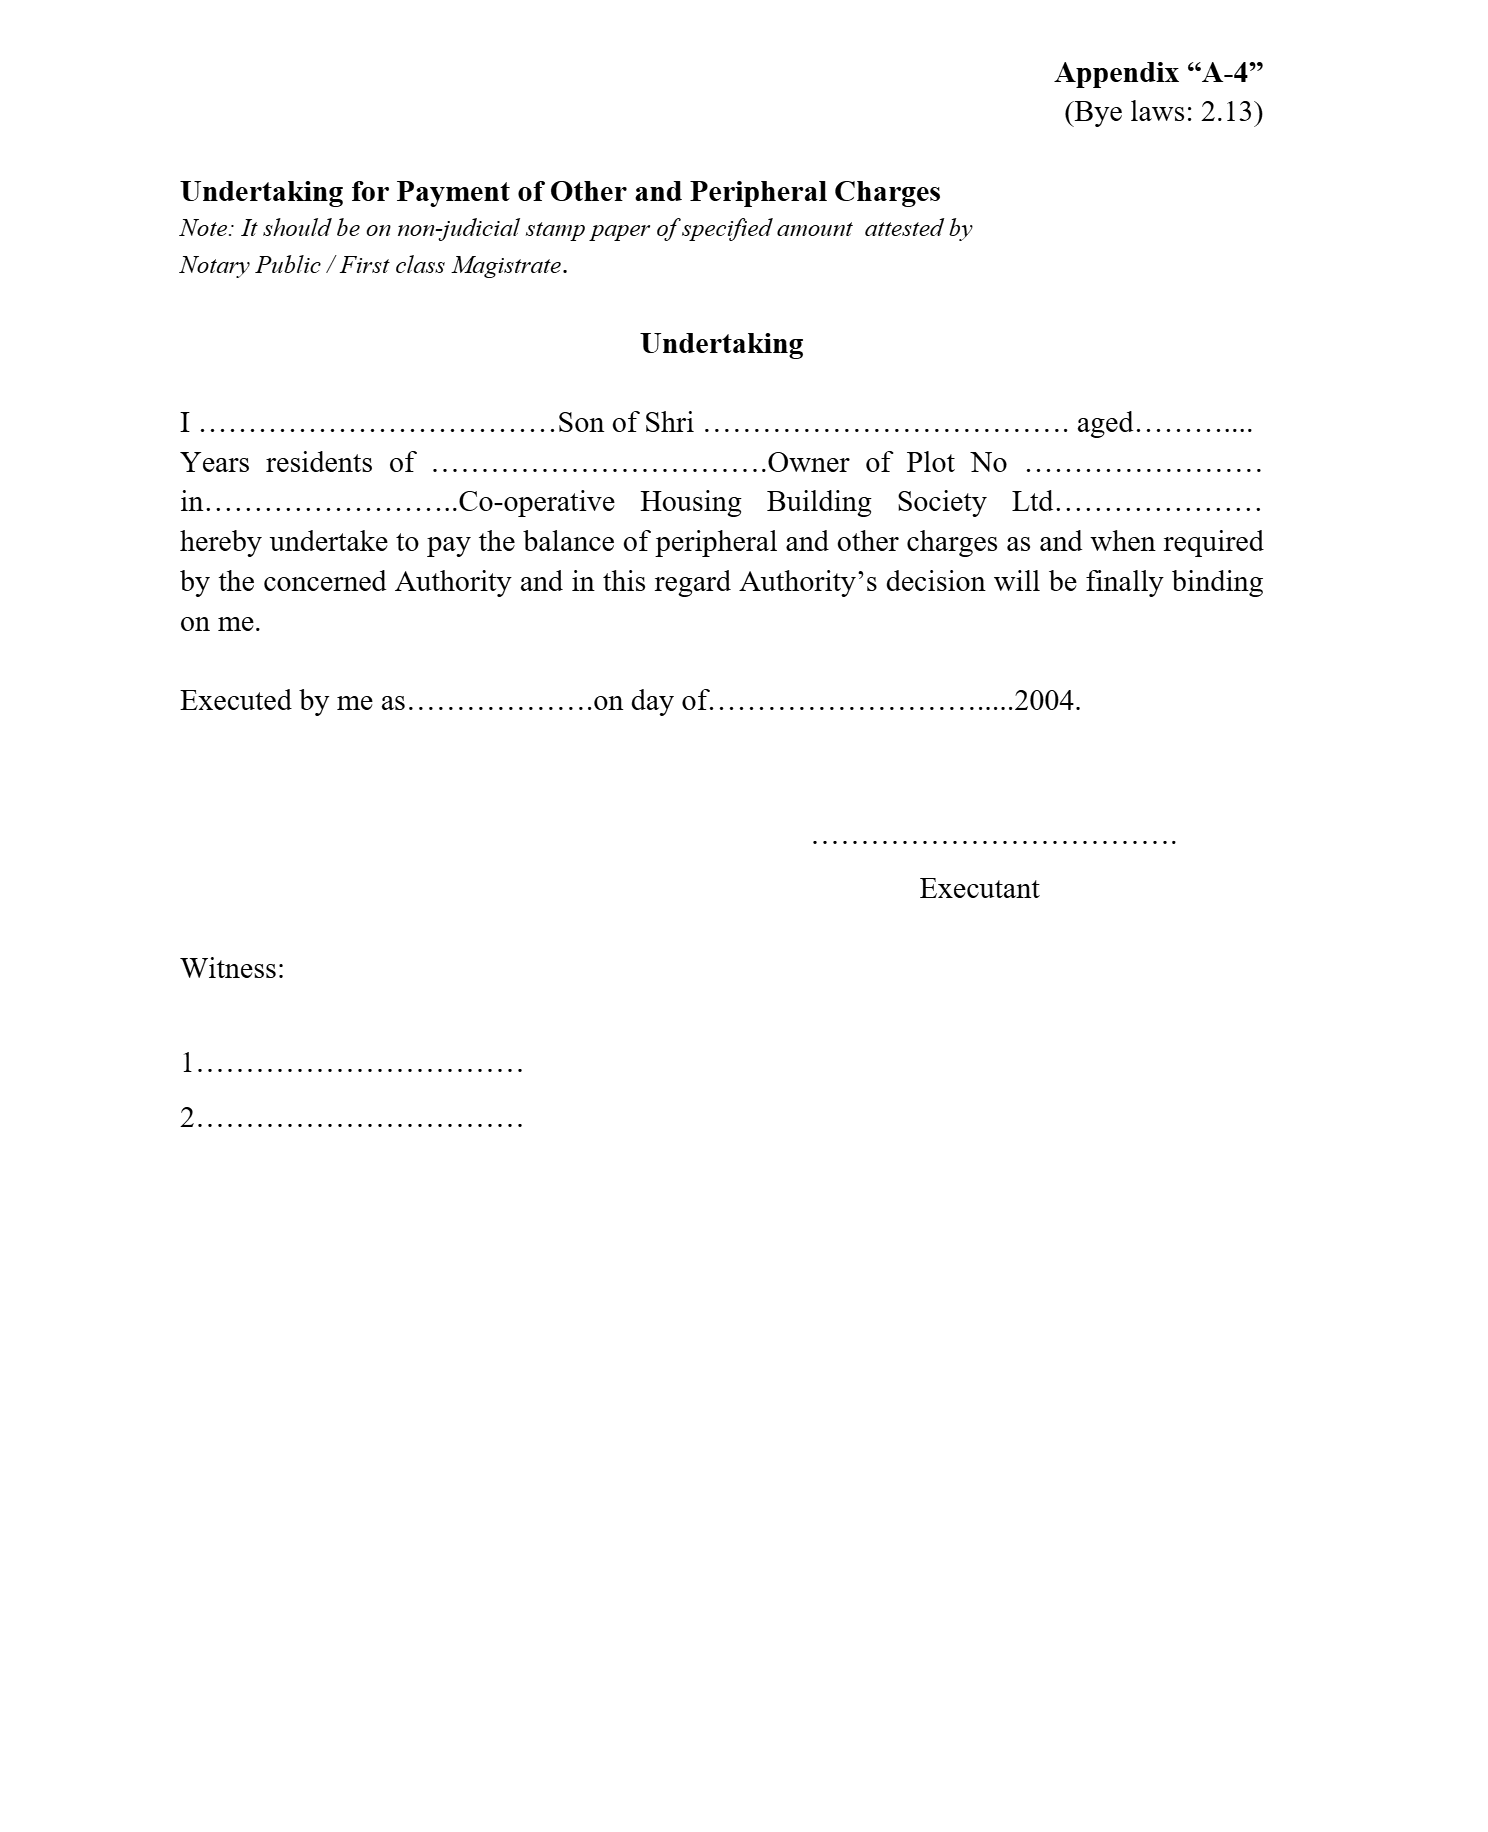 Appendix “A-4”
(Bye laws: 2.13)
Undertaking for Payment of Other and Peripheral Charges
Note: It should be on non-judicial stamp paper of specified amount  attested by
Notary Public / First class Magistrate.
Undertaking
I ………………………………Son of Shri ………………………………. aged………....
Years residents of …………………………….Owner of Plot No ……………………
in……………………..Co-operative Housing Building Society Ltd…………………
hereby undertake to pay the balance of peripheral and other charges as and when required
by the concerned Authority and in this regard Authority’s decision will be finally binding
on me.
Executed by me as……………….on day of……………………….....2004.
……………………………….
Executant
Witness:
1……………………………
2……………………………